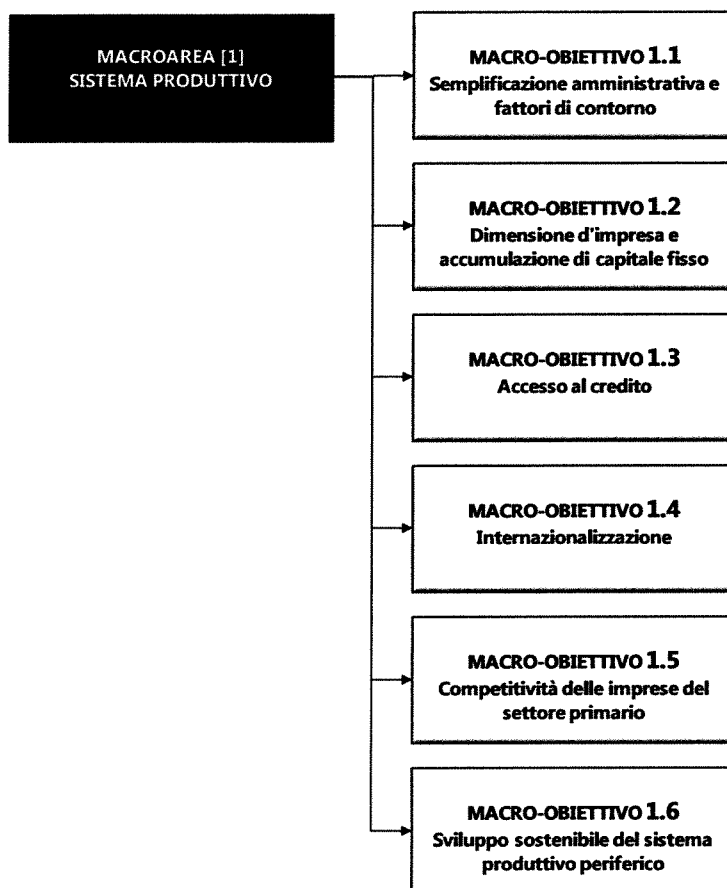 MACROAREA [1]
SISTEMA PRODUTTIVO
MACRO-OBIETTIVO 1.1
Semplificazione amministrativa e
fattori di contorno
MACRO-OBIETTIVO 1.2
Dimensione d'impresa e
accumulazione di capitale fisso
MACRO-OBIETTIVO 1.3
Accesso al credito
MACRO-OBIETTIVO 1.4
Internazionalizzazione
MACRO-OBIETTIVO 1.5
Competitività delle imprese del
settore primario
MACRO-OBIETTIVO 1.6
Sviluppo sostenibile del sistema
produttivo periferico